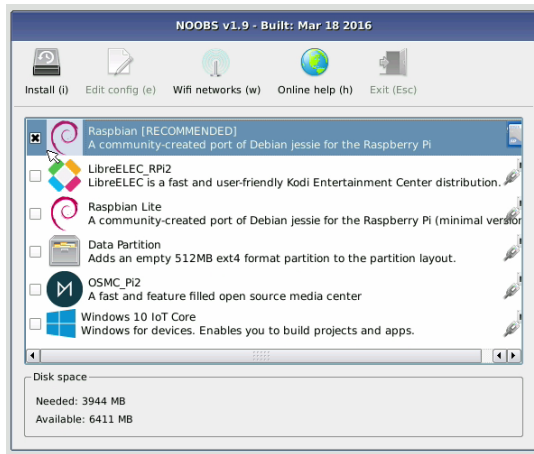 NOOBS v1.9 - Built: Mar 18 2016
Install (i) Edit config (e) Wifi networks (w) Online help (h) Exit (Esc)
Raspbian [RECOMMENDED]
A community-created port of Debian jessie for the Raspberry Pi
LibreELEC_RPi2
LibreELEC is a fast and user-friendly Kodi Entertainment Center distribution.
Raspbian Lite
A community-created port of Debian jessie for the Raspberry Pi (minimal version
Data Partition
Adds an empty 512MB ext4 format partition to the partition layout.
OSMC_Pi2
A fast and feature filled open source media center
Windows 10 IoT Core
Windows for devices. Enables you to build projects and apps.
Disk space
Needed: 3944 MB
Available: 6411 MB